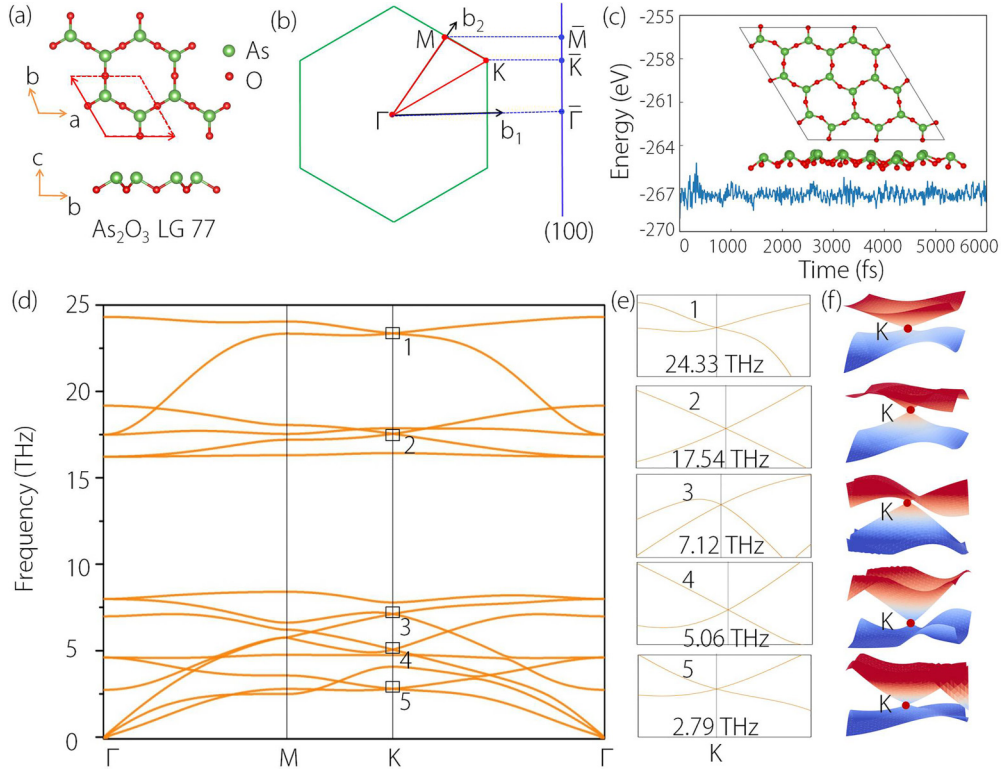 (a)
As
O
b
a
c
b
As₂O₃ LG 77
(b)
b₂
M
K
Γ
b₁
M̅
K̅
Γ̅
(100)
(c)
Energy (eV)
-255
-258
-261
-264
-267
-270
0 1000 2000 3000 4000 5000 6000
Time (fs)
(d)
Frequency (THz)
25
20
15
10
5
0
1
2
3
4
5
Γ M K Γ
(e)
1
24.33 THz
2
17.54 THz
3
7.12 THz
4
5.06 THz
5
2.79 THz
K
(f)
K
K
K
K
K